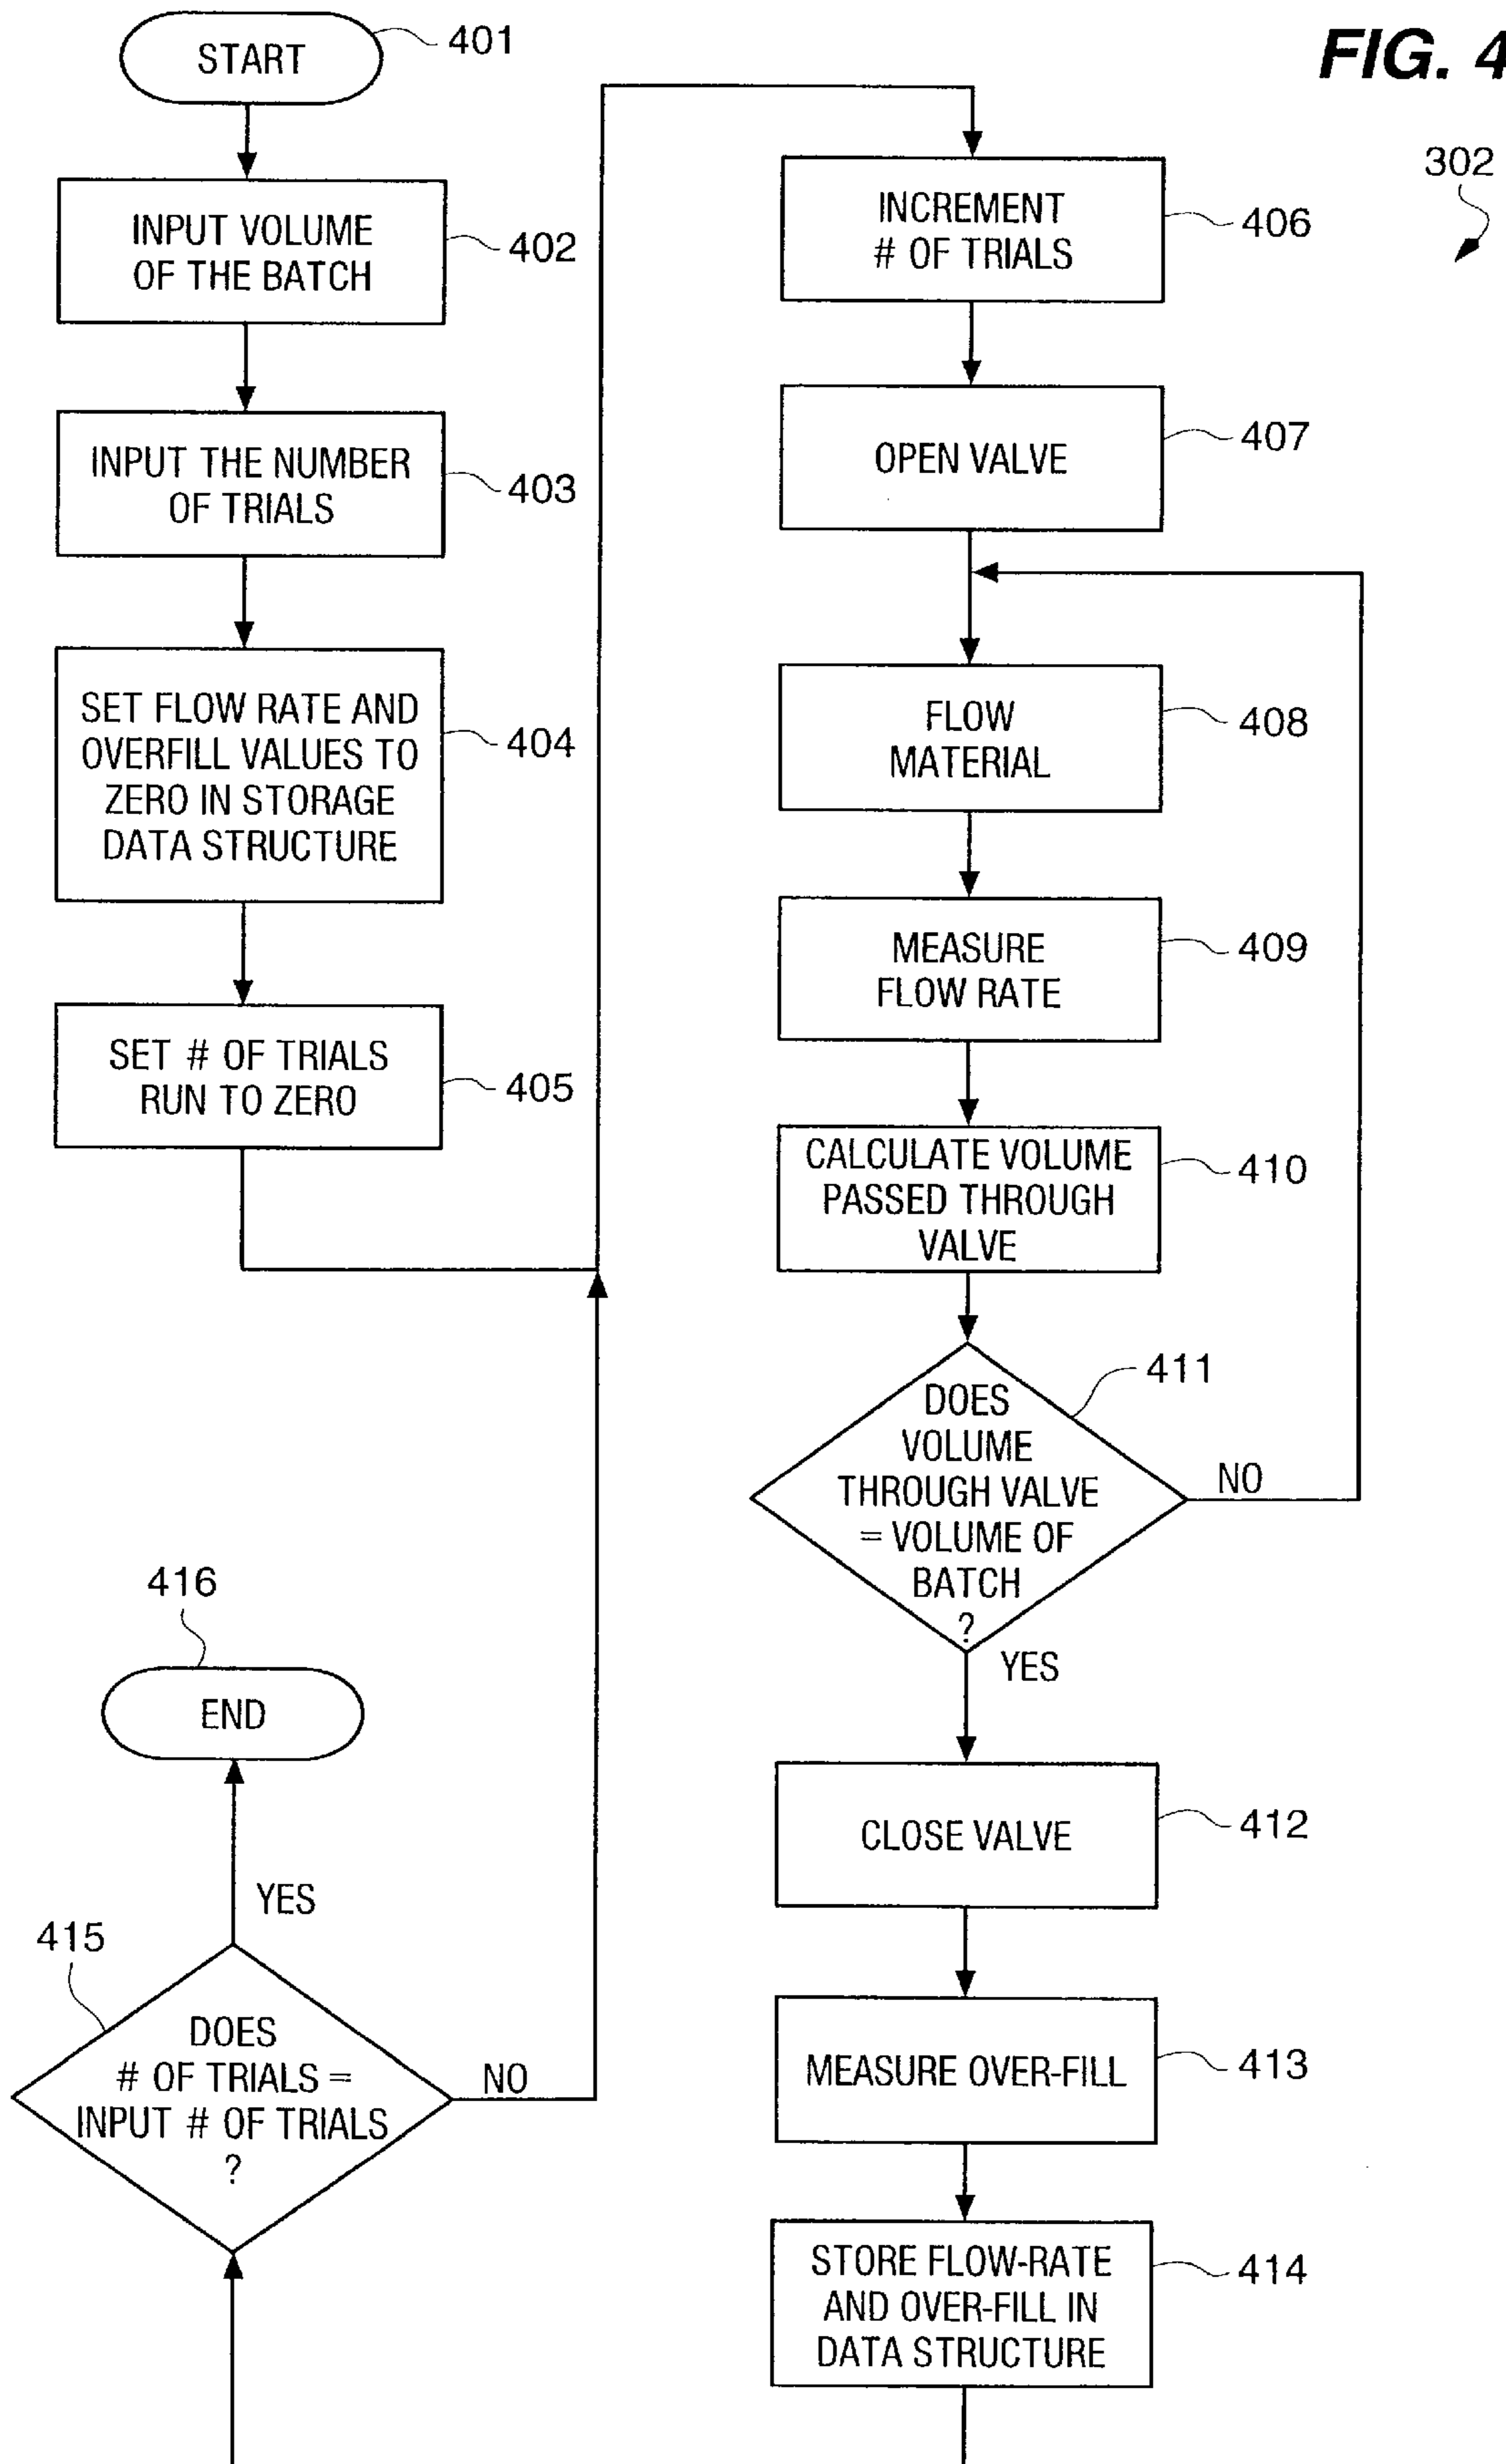 FIG. 4
302
START
401
INPUT VOLUME
OF THE BATCH
402
INPUT THE NUMBER
OF TRIALS
403
SET FLOW RATE AND
OVERFILL VALUES TO
ZERO IN STORAGE
DATA STRUCTURE
404
SET # OF TRIALS
RUN TO ZERO
405
INCREMENT
# OF TRIALS
406
OPEN VALVE
407
FLOW
MATERIAL
408
MEASURE
FLOW RATE
409
CALCULATE VOLUME
PASSED THROUGH
VALVE
410
DOES
VOLUME
THROUGH VALVE
= VOLUME OF
BATCH
?
411
NO
YES
CLOSE VALVE
412
MEASURE OVER-FILL
413
STORE FLOW-RATE
AND OVER-FILL IN
DATA STRUCTURE
414
DOES
# OF TRIALS =
INPUT # OF TRIALS
?
415
NO
YES
END
416